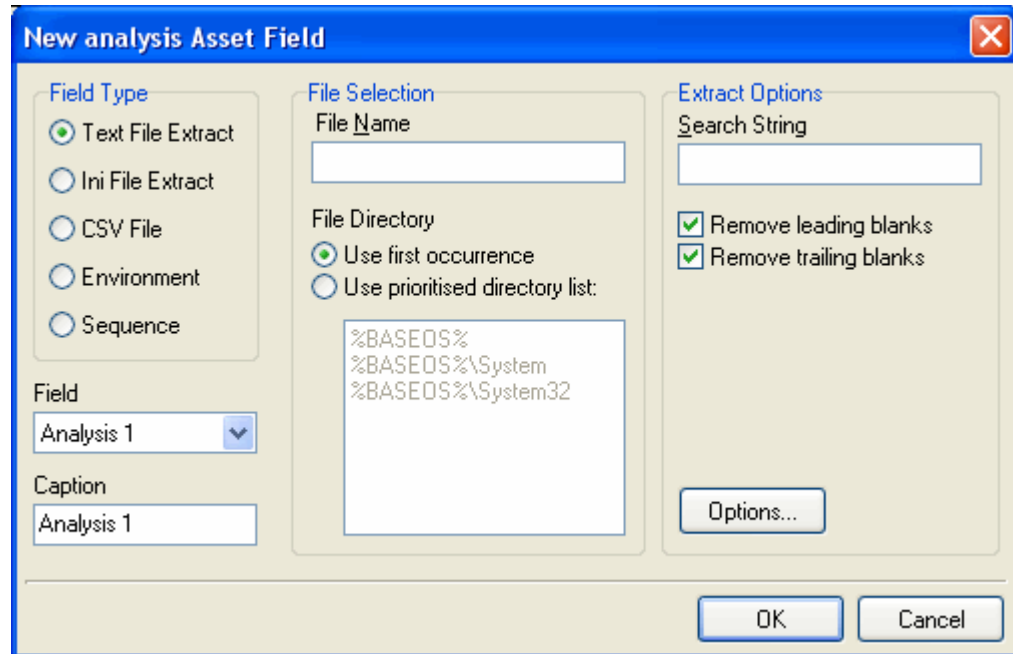 New analysis Asset Field
Field Type
Text File Extract
Ini File Extract
CSV File
Environment
Sequence
Field
Analysis 1
Caption
Analysis 1
File Selection
File Name
File Directory
Use first occurrence
Use prioritised directory list:
%BASEOS%
%BASEOS%\System
%BASEOS%\System32
Extract Options
Search String
Remove leading blanks
Remove trailing blanks
Options...
OK
Cancel